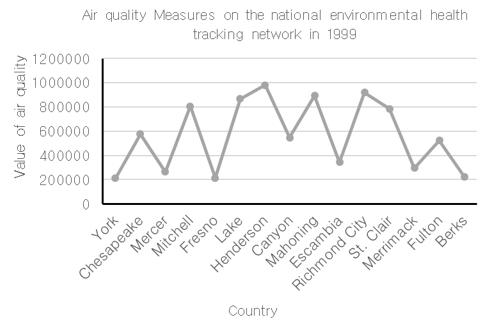 Air quality Measures on the national environmental health
tracking network in 1999
Value of air quality
1200000
1000000
800000
600000
400000
200000
0
York
Chesapeake
Mercer
Mitchell
Fresno
Lake
Henderson
Canyon
Mahoning
Escambia
Richmond City
St. Clair
Merrimack
Fulton
Berks
Country